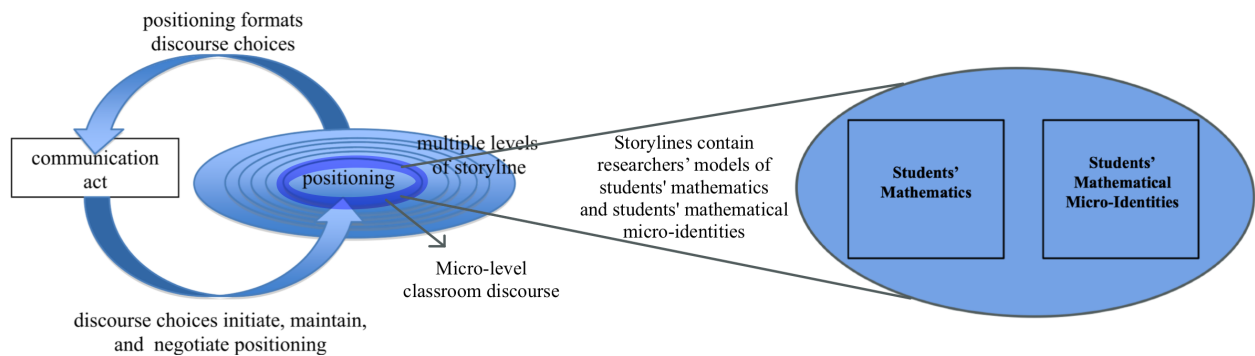 positioning formats
discourse choices
communication
act
multiple levels
of storyline
positioning
Micro-level
classroom discourse
discourse choices initiate, maintain,
and negotiate positioning
Storylines contain
researchers’ models of
students' mathematics
and students' mathematical
micro-identities
Students’
Mathematics
Students’
Mathematical
Micro-Identities